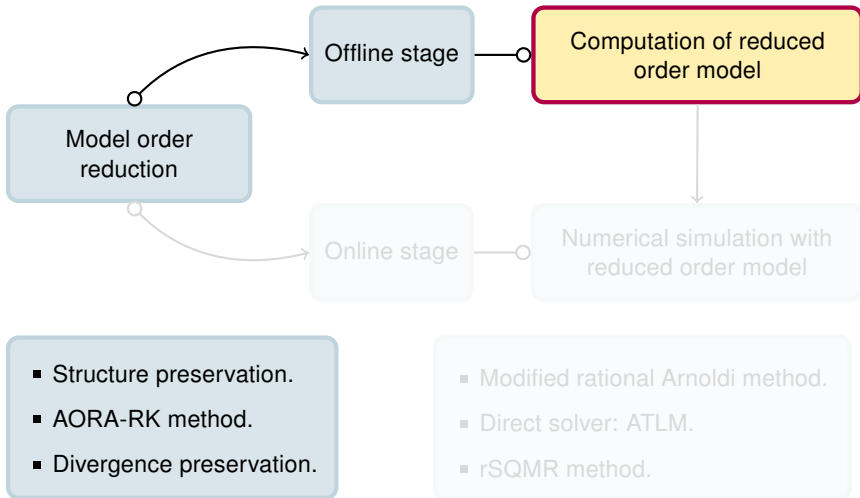 Offline stage
Computation of reduced
order model
Model order
reduction
Online stage
Numerical simulation with
reduced order model
Structure preservation.
AORA-RK method.
Divergence preservation.
Modified rational Arnoldi method.
Direct solver: ATLM.
rSQMR method.